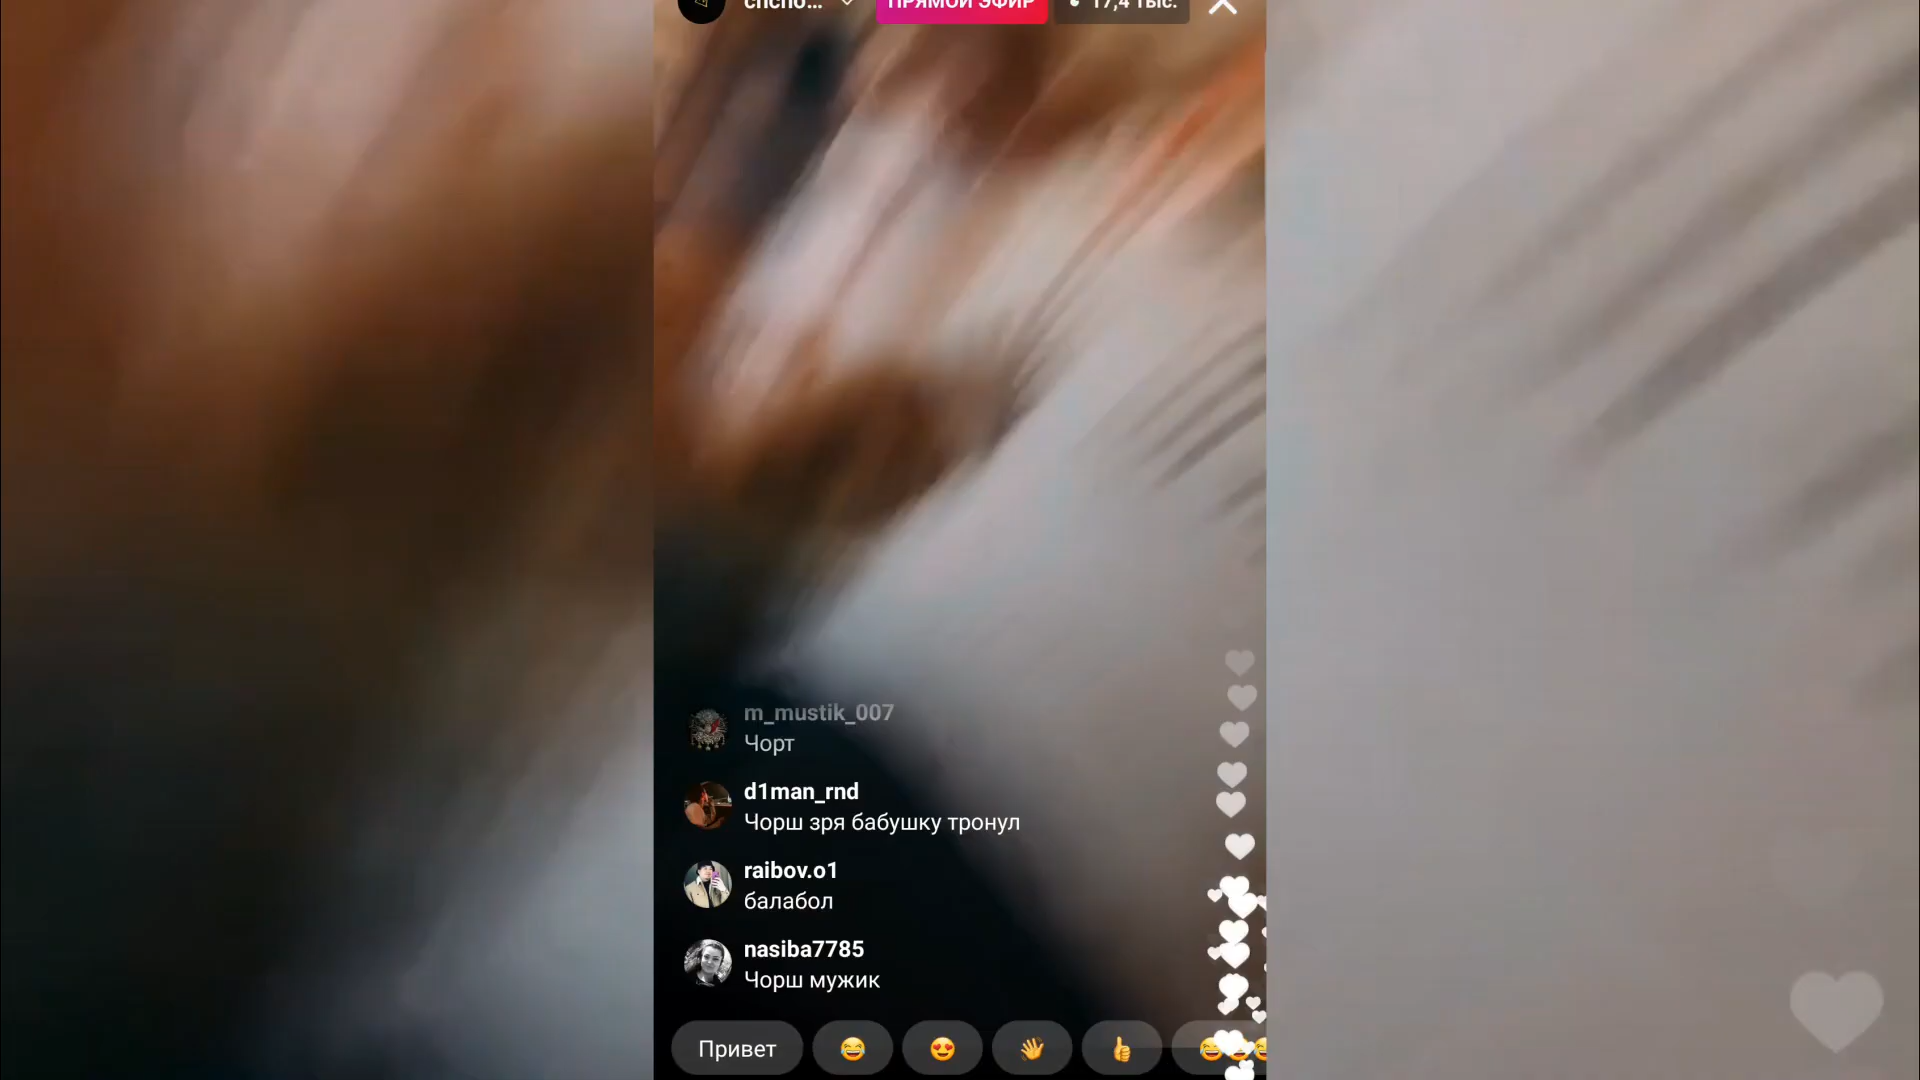 chcho...
ПРЯМОЙ ЭФИР
17,4 тыс.
m_mustik_007
Чорт
d1man_rnd
Чорш зря бабушку тронул
raibov.o1
балабол
nasiba7785
Чорш мужик
Привет